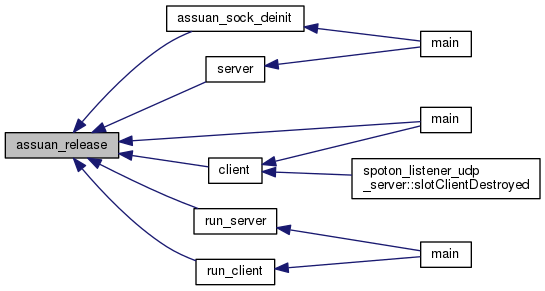 assuan_sock_deinit
main
server
main
assuan_release
client
spoton_listener_udp
_server::slotClientDestroyed
run_server
main
run_client